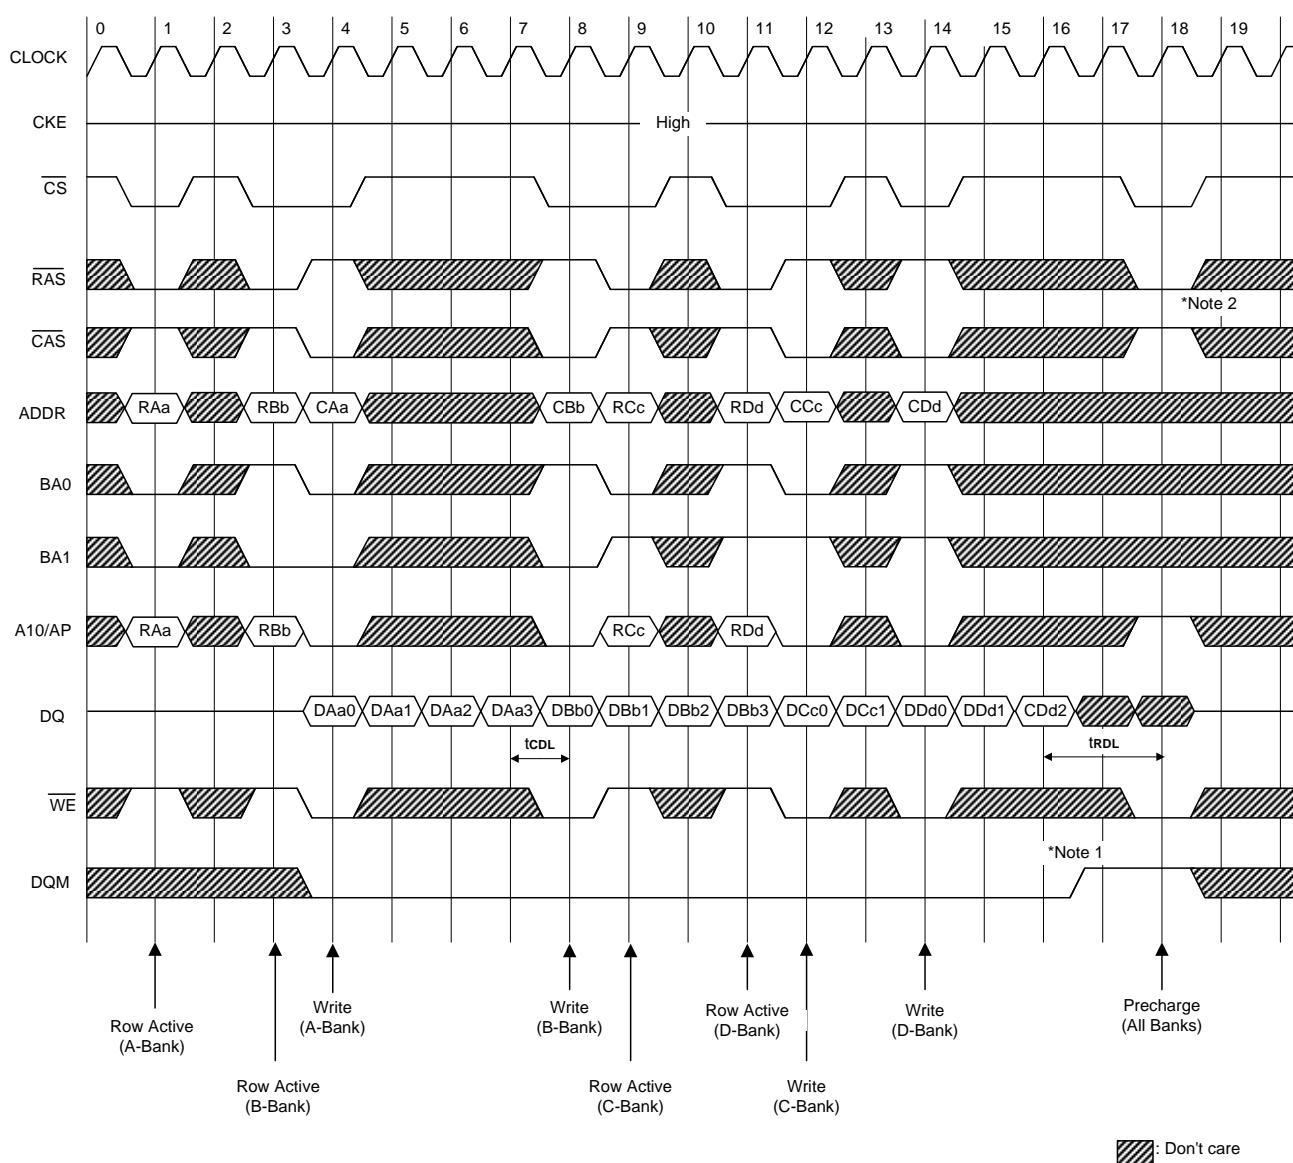 0 1 2 3 4 5 6 7 8 9 10 11 12 13 14 15 16 17 18 19
CLOCK
CKE High
CS
RAS
*Note 2
CAS
ADDR RAa RBb CAa CBb RCc RDd CCc CDd
BA0
BA1
A10/AP RAa RBb RCc RDd
DQ DAa0 DAa1 DAa2 DAa3 DBb0 DBb1 DBb2 DBb3 DCc0 DCc1 DDd0 DDd1 CDd2
tCDL tRDL
WE
*Note 1
DQM
Row Active
(A-Bank)
Write
(A-Bank)
Write
(B-Bank)
Row Active
(D-Bank)
Write
(D-Bank)
Precharge
(All Banks)
Row Active
(B-Bank)
Row Active
(C-Bank)
Write
(C-Bank)
: Don't care